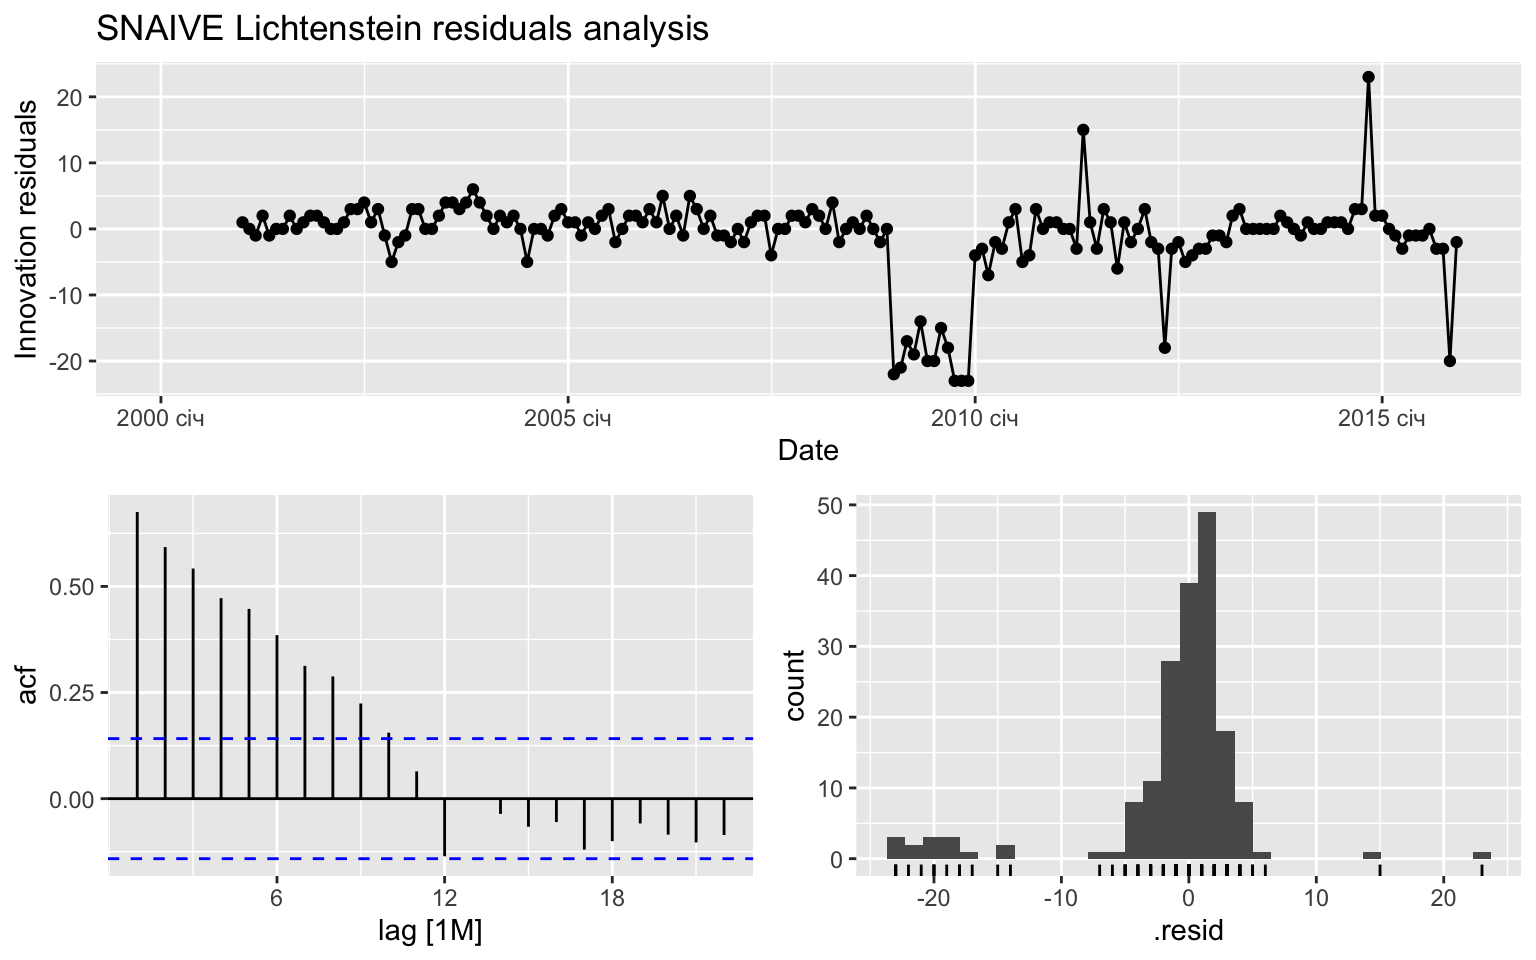 SNAIVE Lichtenstein residuals analysis
Innovation residuals
20
10
0
-10
-20
2000 січ
2005 січ
2010 січ
2015 січ
Date
acf
0.50
0.25
0.00
6
12
18
lag [1M]
count
50
40
30
20
10
0
-20
-10
0
10
20
.resid